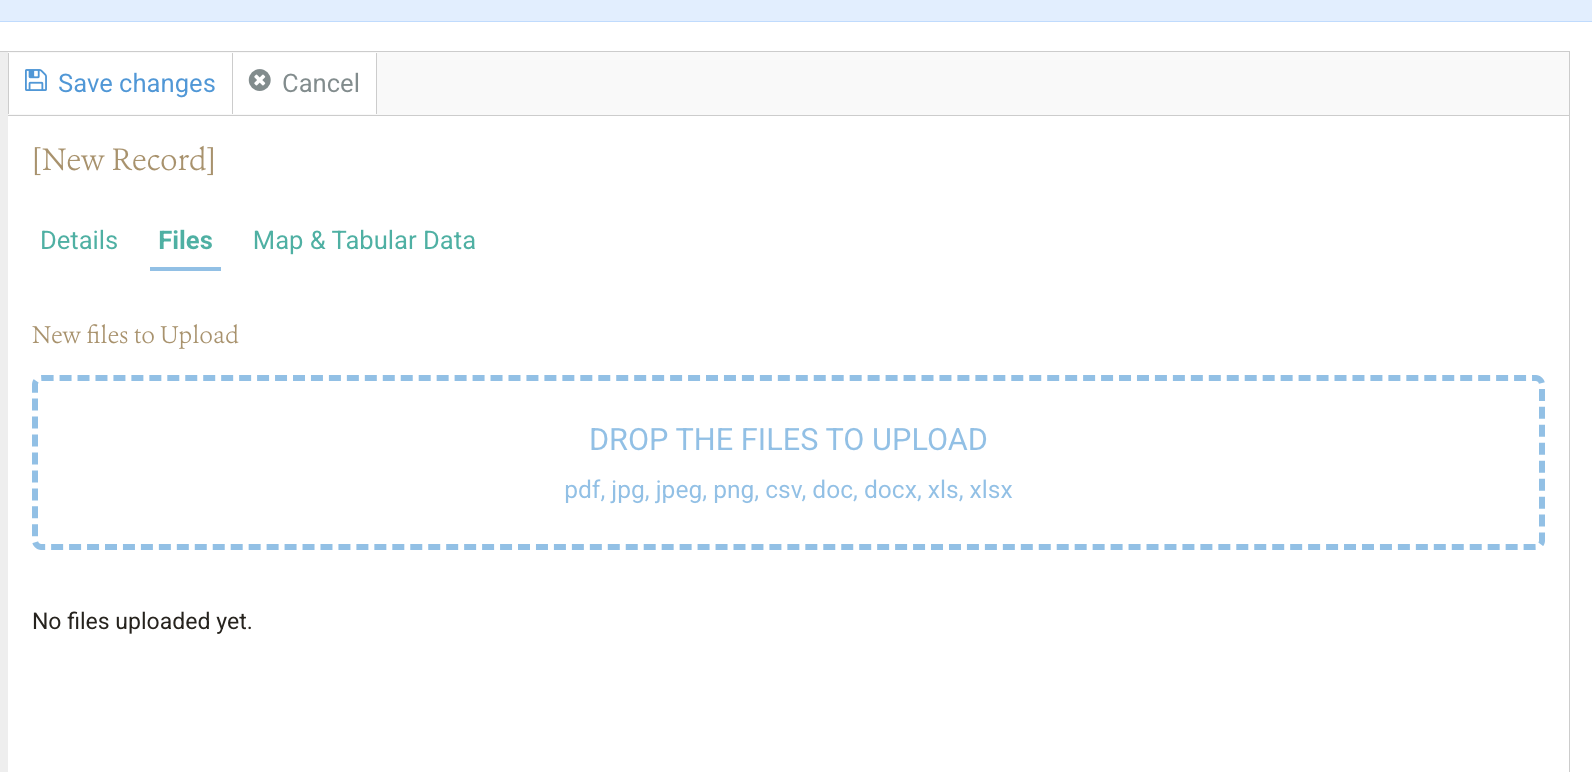 Save changes Cancel
[New Record]
Details Files Map & Tabular Data
New files to Upload
DROP THE FILES TO UPLOAD
pdf, jpg, jpeg, png, csv, doc, docx, xls, xlsx
No files uploaded yet.